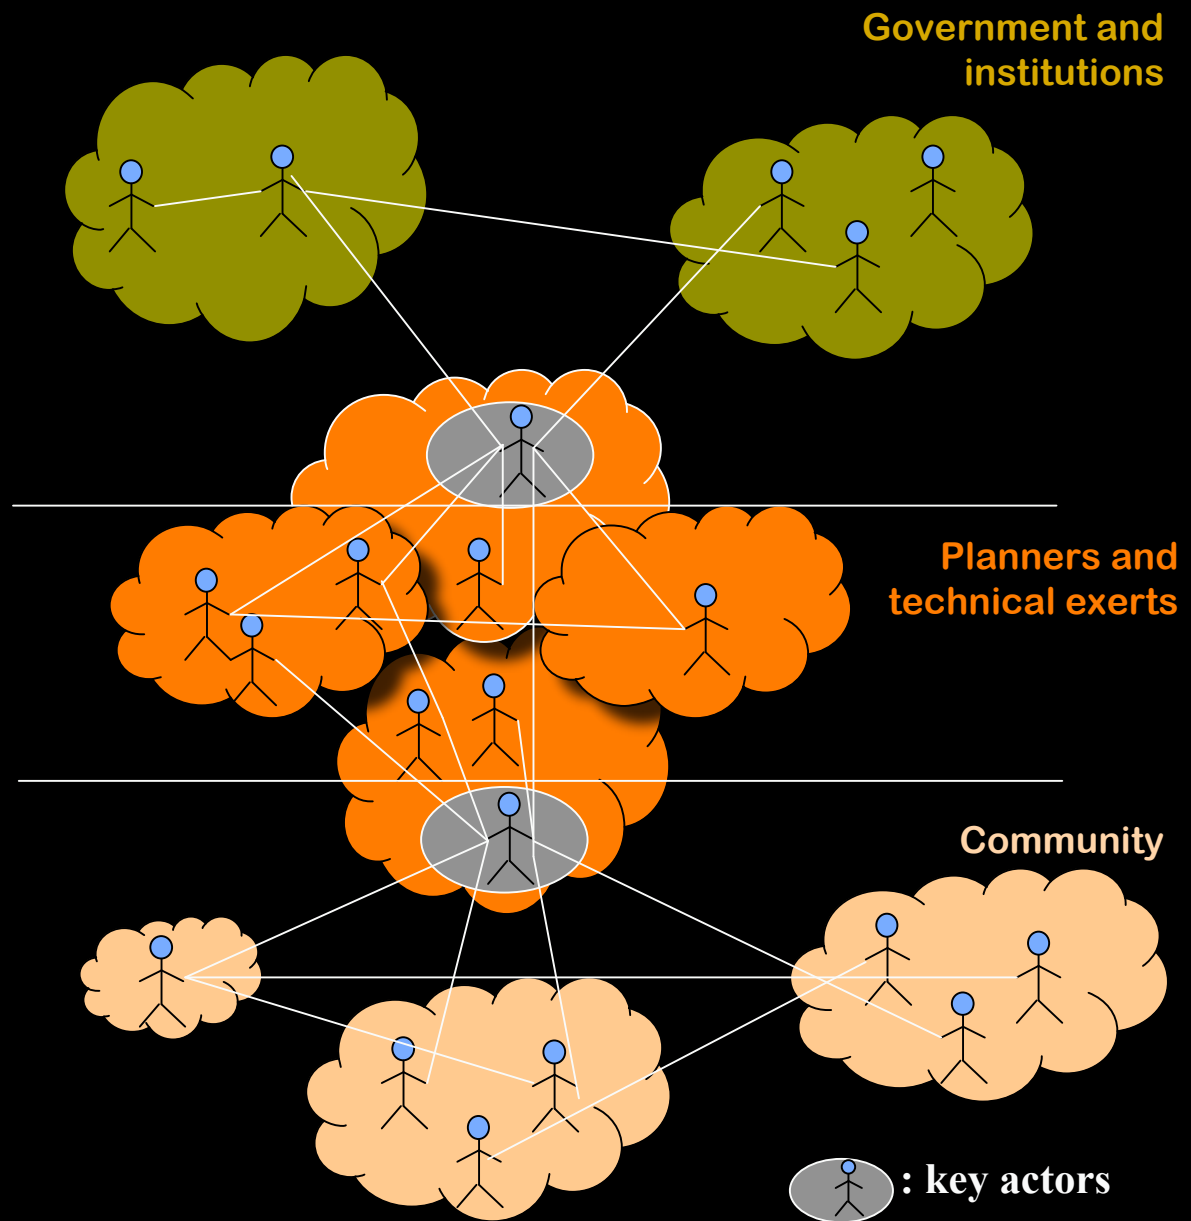 Government and
institutions
Planners and
technical exerts
Community
: key actors